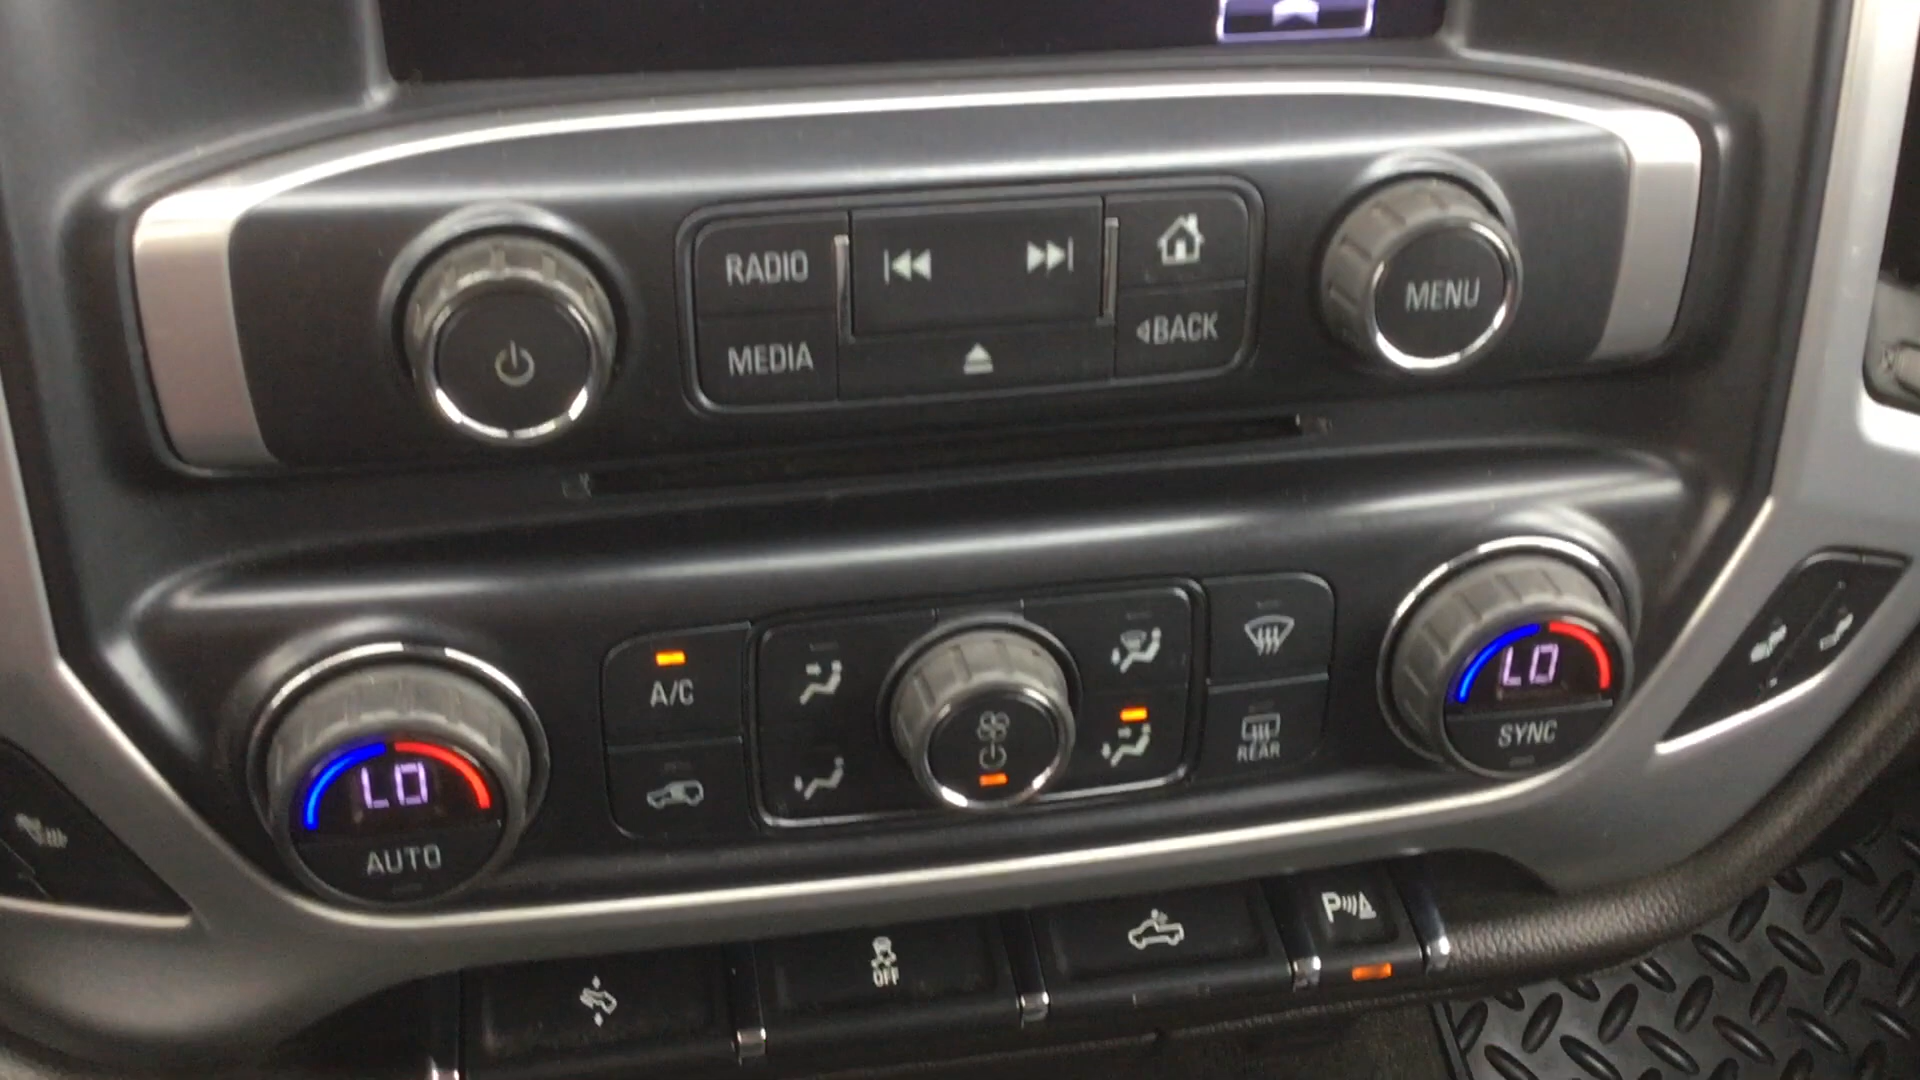 RADIO
MEDIA
BACK
MENU
LO
AUTO
A/C
REAR
LO
SYNC
OFF
P